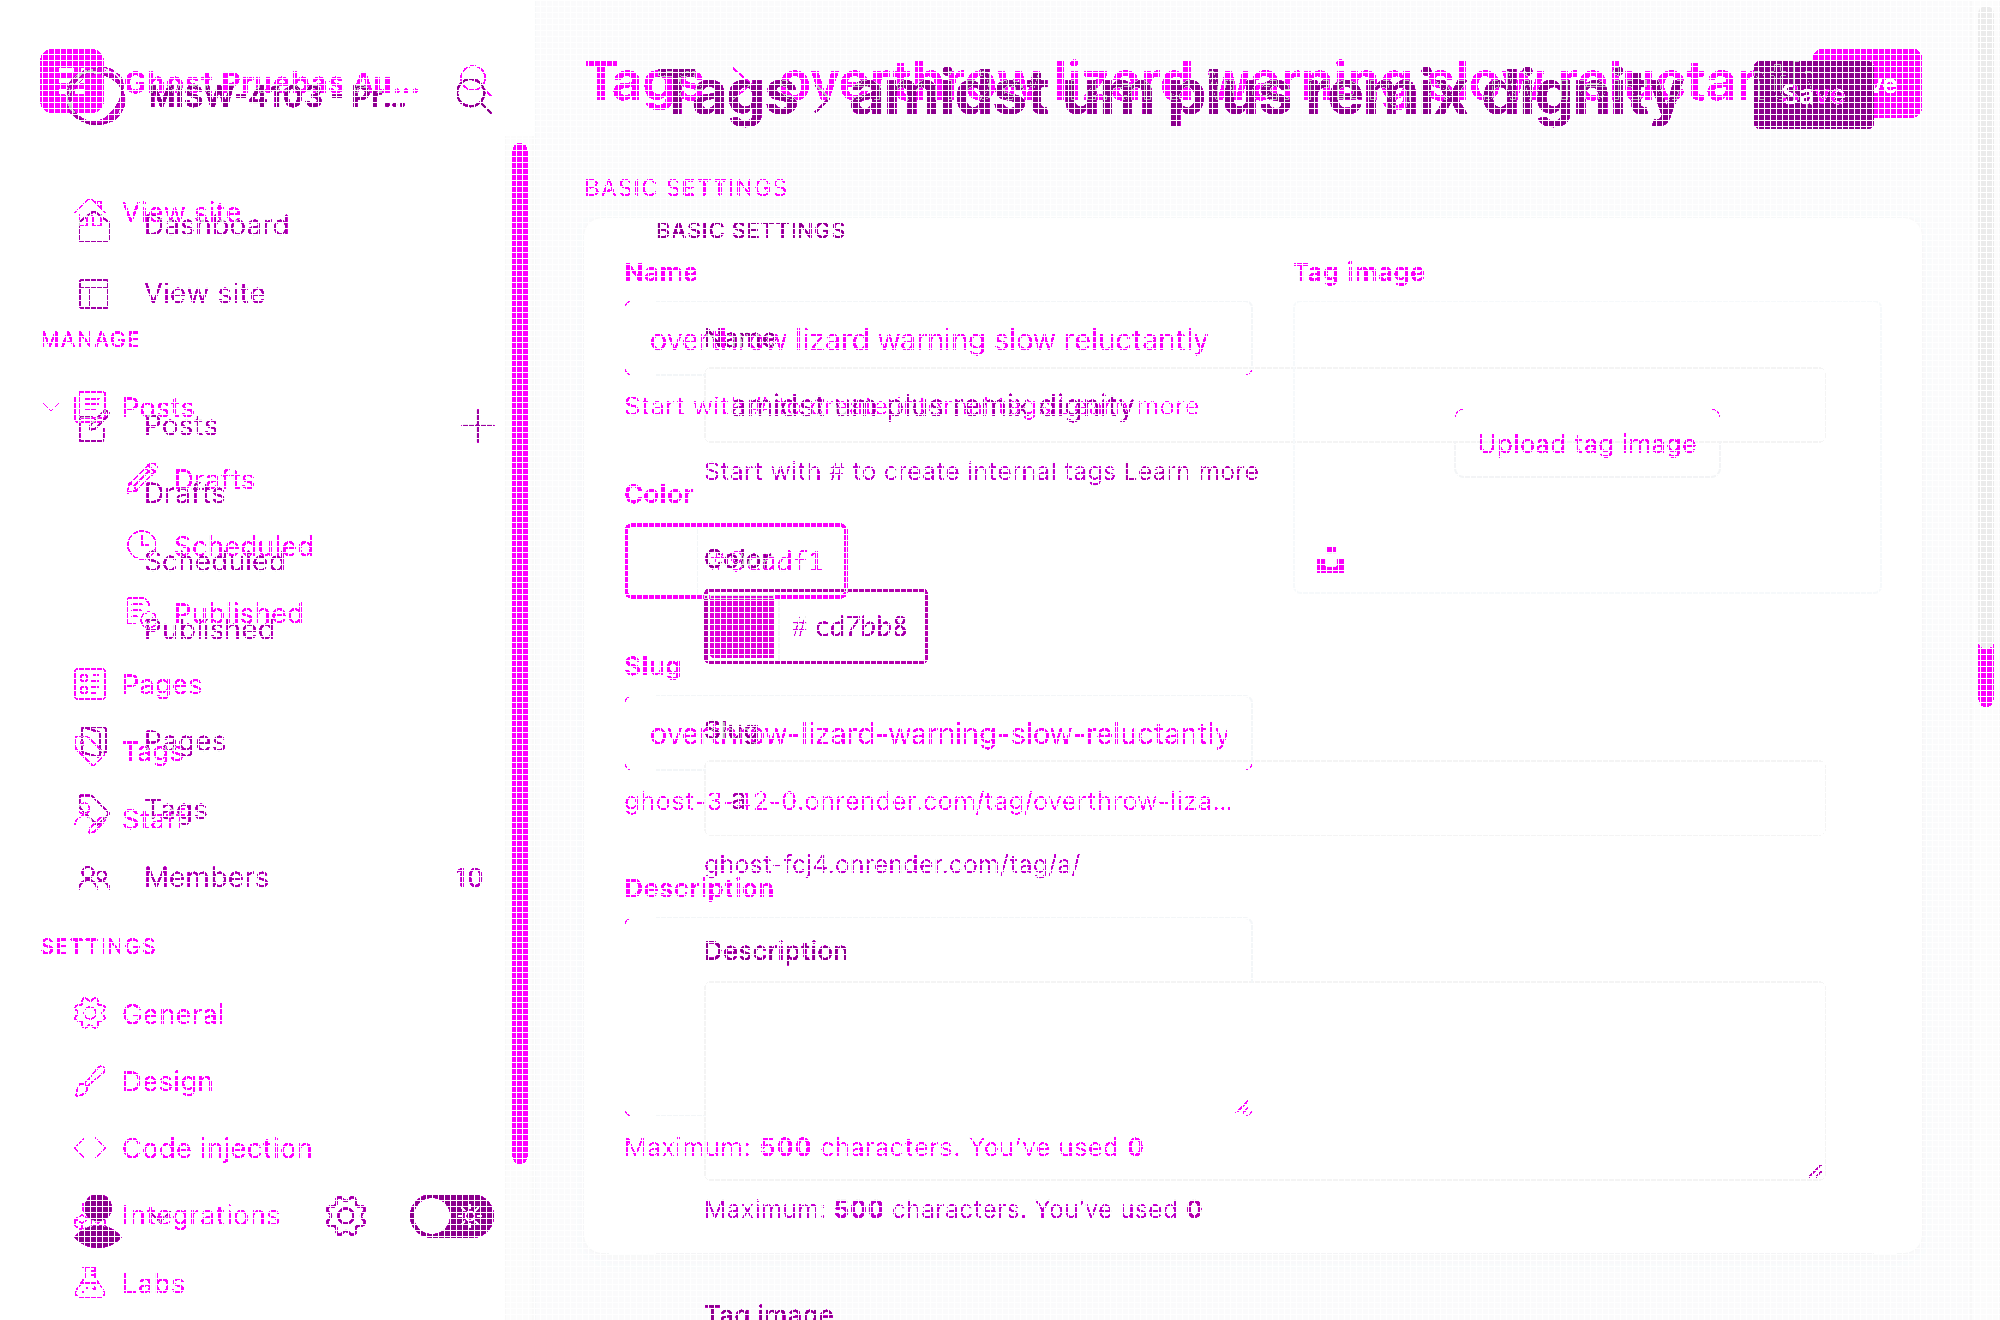 Ghost Pruebas Au...
MSW-4103 - Pr...
Tags overthrow lizard warning slow
Tags amidst um plus remix dignity
Save
View site
Dashboard
View site
MANAGE
Posts
Posts
Drafts
Drafts
Scheduled
Scheduled
Published
Published
Pages
Pages
Tags
Tags
Staff
Members 10
SETTINGS
General
Design
Code injection
Integrations
Labs
BASIC SETTINGS
BASIC SETTINGS
Name
Tag image
Name
overthrow lizard warning slow reluctantly
amidst um plus remix dignity
Start with # to create internal tags Learn more
Upload tag image
Start with # to create internal tags Learn more
Color
Color
# cd7bb8
Slug
Slug
overthrow-lizard-warning-slow-reluctantly
a
ghost-3-42-0.onrender.com/tag/overthrow-liza...
ghost-fcj4.onrender.com/tag/a/
Description
Description
Maximum: 500 characters. You've used 0
Maximum: 500 characters. You've used 0
Tag image